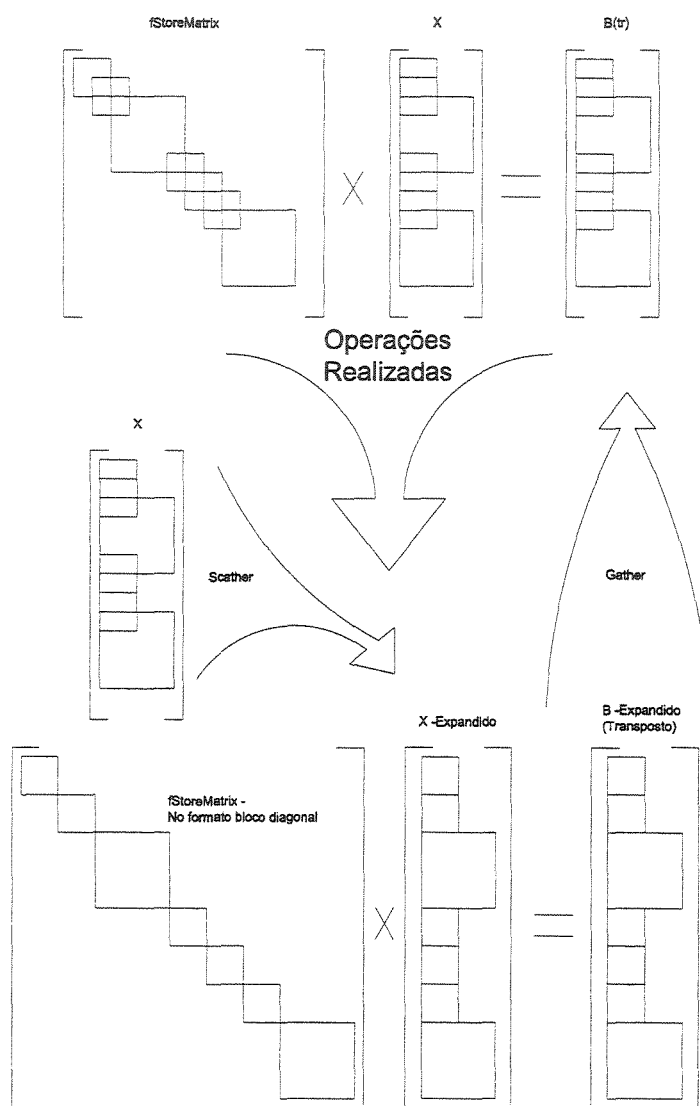 fStoreMatrix
X
B(tr)
X
=
Operações
Realizadas
X
Scather
Gather
X -Expandido
B -Expandido
(Transposto)
fStoreMatrix -
No formato bloco diagonal
X
=